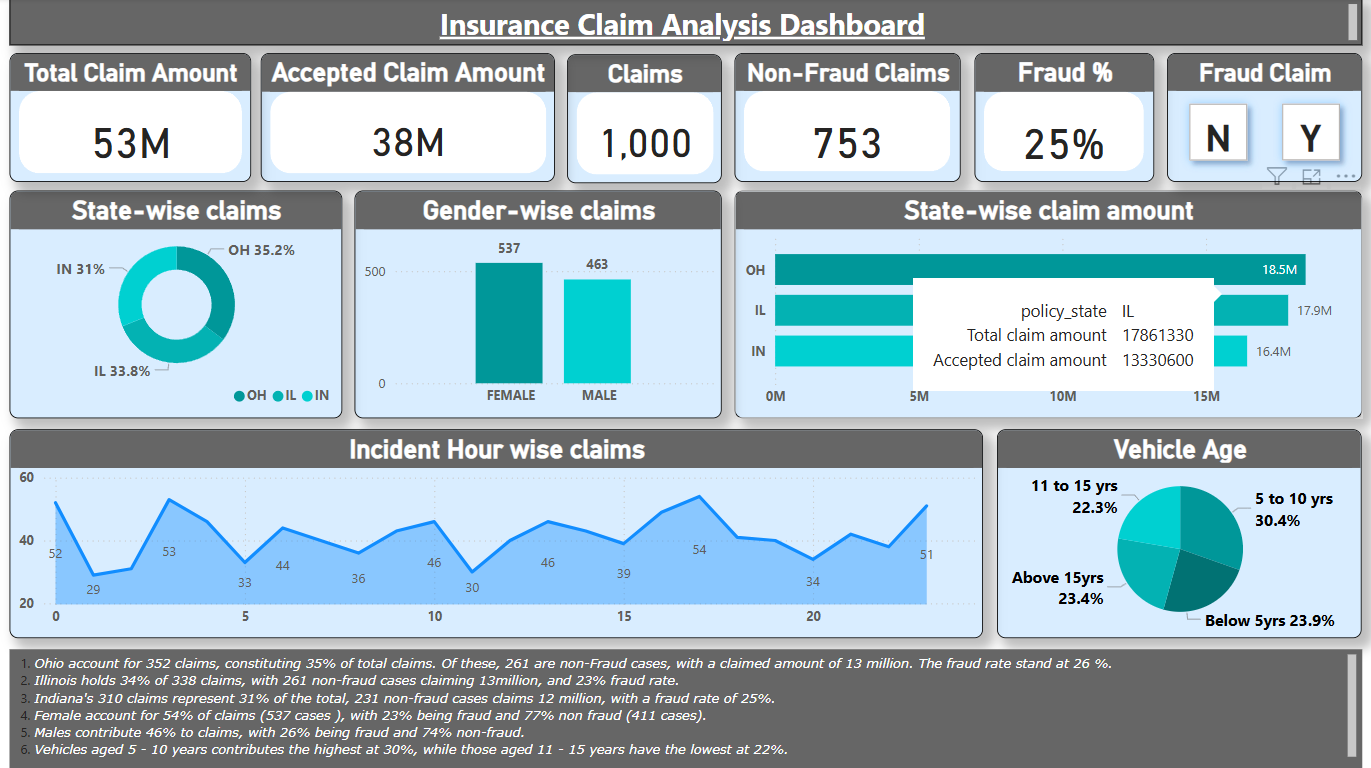 Insurance Claim Analysis Dashboard
Total Claim Amount
53M
Accepted Claim Amount
38M
Claims
1,000
Non-Fraud Claims
753
Fraud %
25%
Fraud Claim
N Y
State-wise claims
OH 35.2%
IN 31%
IL 33.8%
OH IL IN
Gender-wise claims
537
463
500
0
FEMALE MALE
State-wise claim amount
OH 18.5M
IL 17.9M
IN 16.4M
policy_state IL
Total claim amount 17861330
Accepted claim amount 13330600
0M 5M 10M 15M
Incident Hour wise claims
60
40
20
52 29 53 33 44 36 46 30 46 39 54 34 51
0 5 10 15 20
Vehicle Age
11 to 15 yrs
22.3%
5 to 10 yrs
30.4%
Above 15yrs
23.4%
Below 5yrs 23.9%
1. Ohio account for 352 claims, constituting 35% of total claims. Of these, 261 are non-Fraud cases, with a claimed amount of 13 million. The fraud rate stand at 26 %.
2. Illinois holds 34% of 338 claims, with 261 non-fraud cases claiming 13million, and 23% fraud rate.
3. Indiana's 310 claims represent 31% of the total, 231 non-fraud cases claims 12 million, with a fraud rate of 25%.
4. Female account for 54% of claims (537 cases ), with 23% being fraud and 77% non fraud (411 cases).
5. Males contribute 46% to claims, with 26% being fraud and 74% non-fraud.
6. Vehicles aged 5 - 10 years contributes the highest at 30%, while those aged 11 - 15 years have the lowest at 22%.